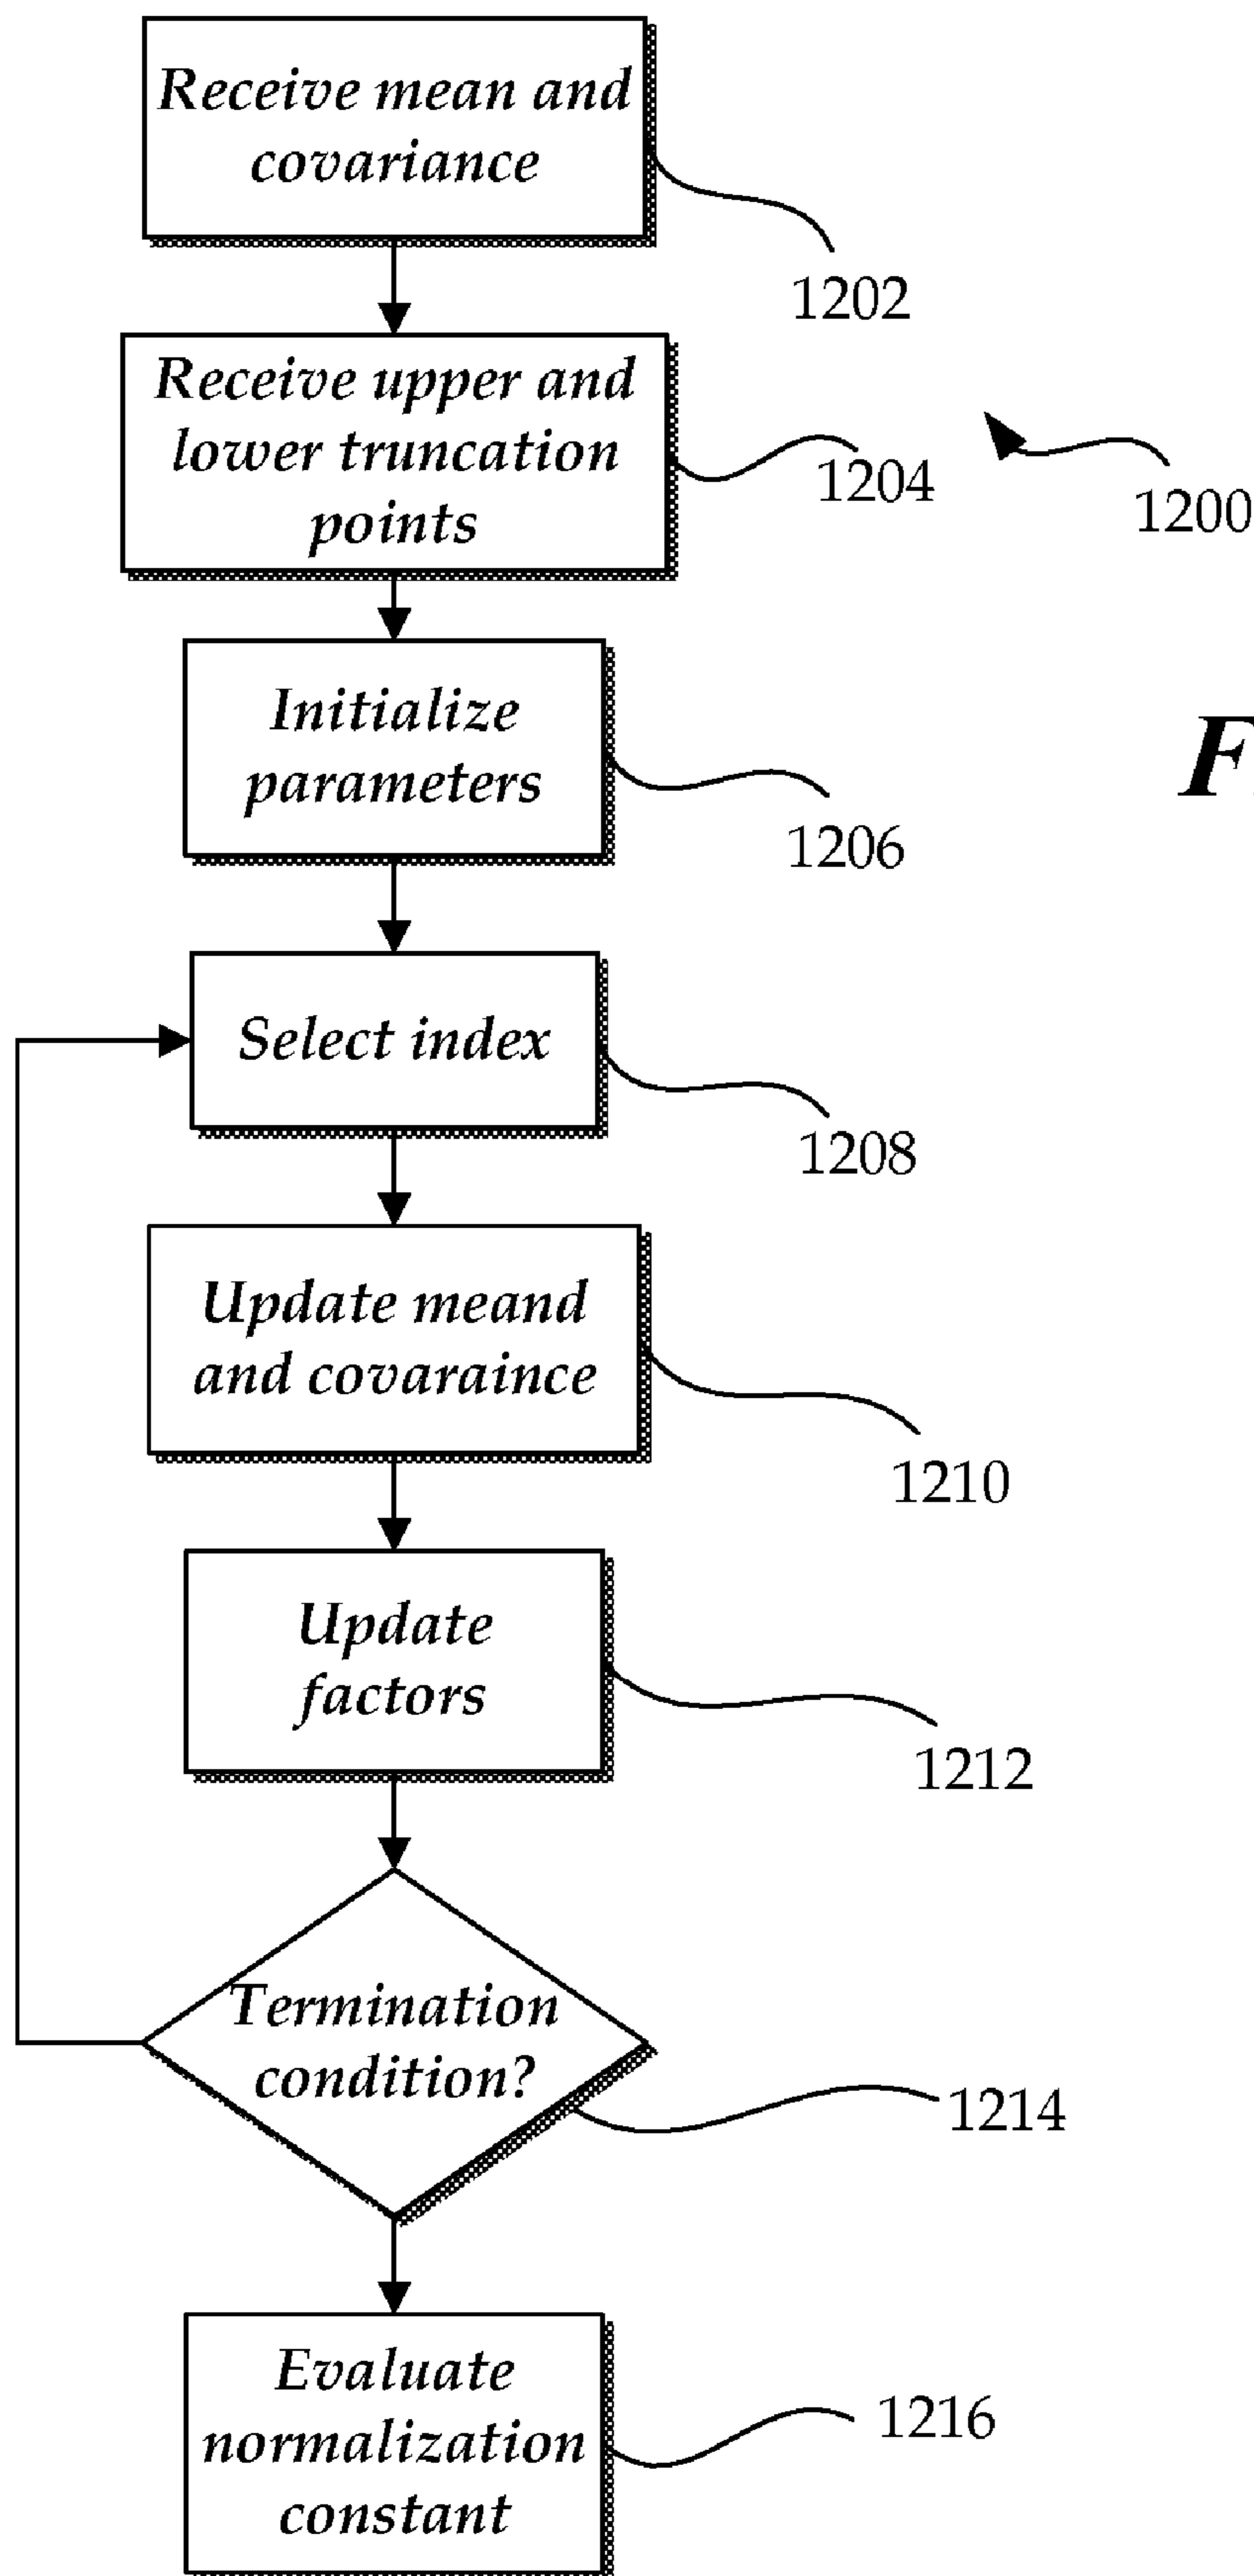 Receive mean and
covariance
1202
Receive upper and
lower truncation
points
1204
1200
Initialize
parameters
1206
F
Select index
1208
Update meand
and covaraince
1210
Update
factors
1212
Termination
condition?
1214
Evaluate
normalization
constant
1216